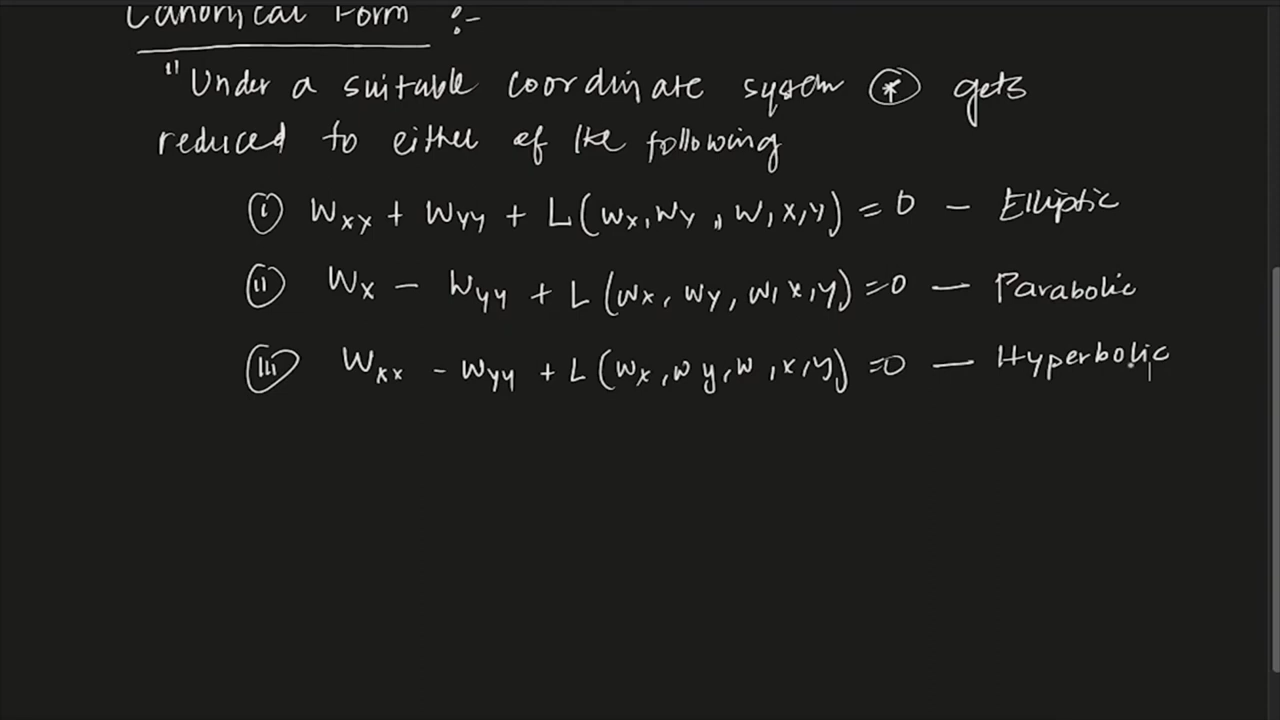 Canonical Form :-
"Under a suitable coordinate system (*) gets
reduced to either of the following
(i) Wxx + Wyy + L(wx, wy, w, x, y) = 0 — Elliptic
(ii) Wx - Wyy + L(wx, wy, w, x, y) = 0 — Parabolic
(iii) Wxx - Wyy + L(wx, wy, w, x, y) = 0 — Hyperbolic